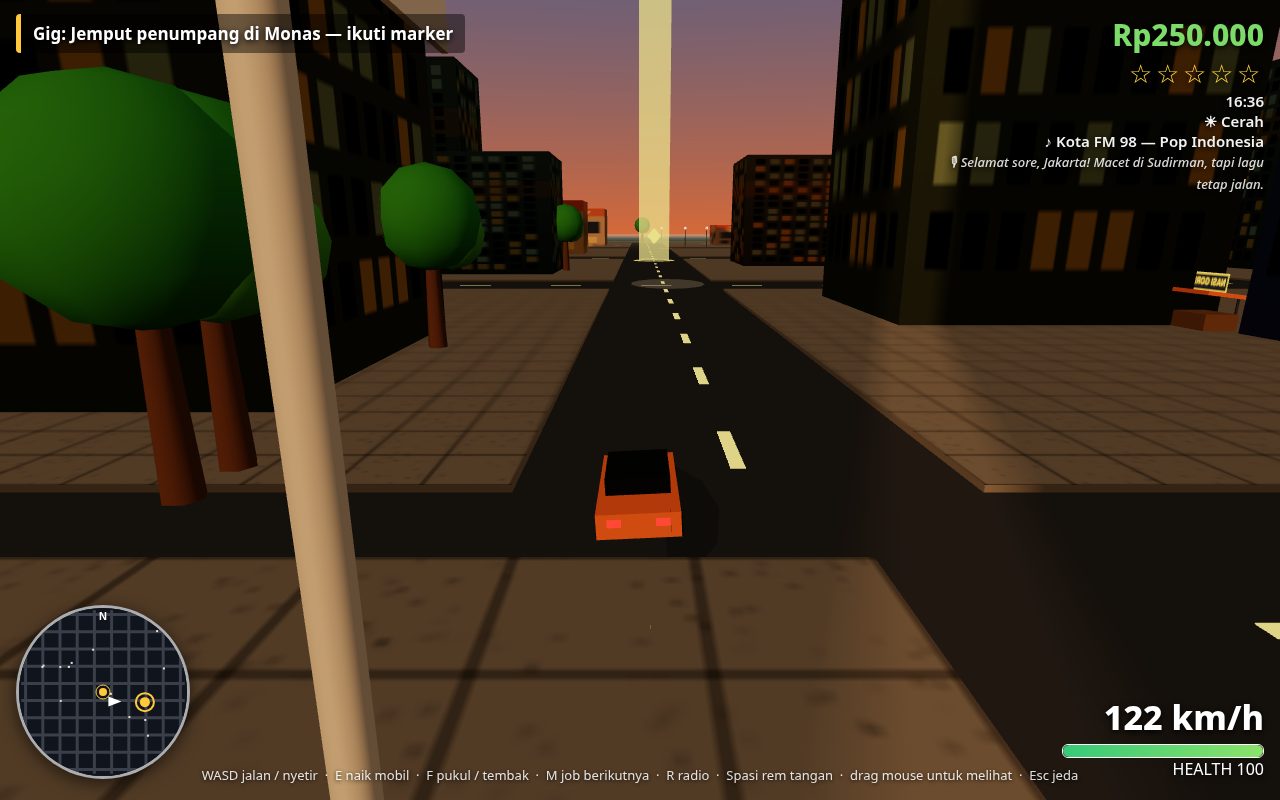 Gig: Jemput penumpang di Monas — ikuti marker
Rp250.000
☆☆☆☆☆
16:36
☀ Cerah
♪ Kota FM 98 — Pop Indonesia
🎙 Selamat sore, Jakarta! Macet di Sudirman, tapi lagu
tetap jalan.
N
122 km/h
HEALTH 100
WASD jalan / nyetir · E naik mobil · F pukul / tembak · M job berikutnya · R radio · Spasi rem tangan · drag mouse untuk melihat · Esc jeda